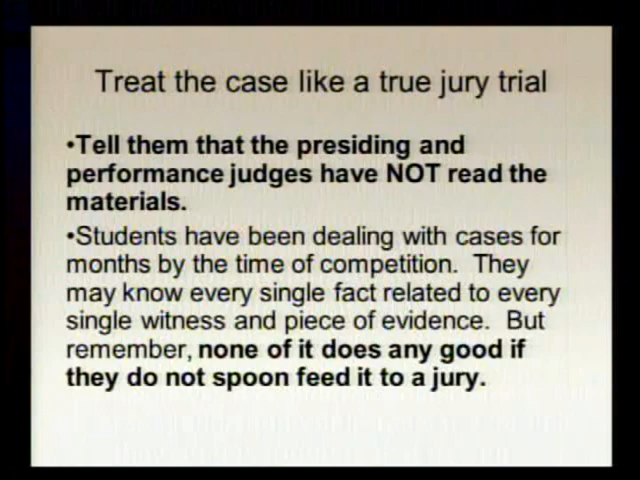 Treat the case like a true jury trial
•Tell them that the presiding and
performance judges have NOT read the
materials.
•Students have been dealing with cases for
months by the time of competition.  They
may know every single fact related to every
single witness and piece of evidence.  But
remember, none of it does any good if
they do not spoon feed it to a jury.